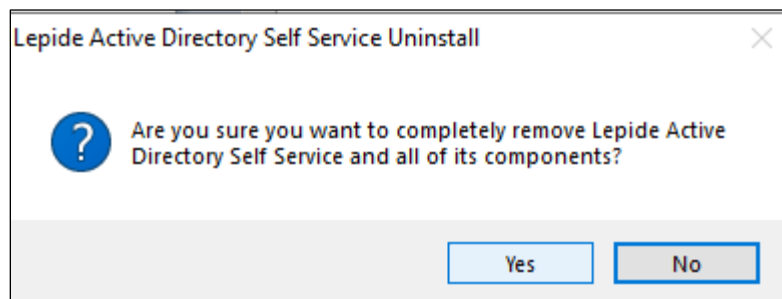 Lepide Active Directory Self Service Uninstall
?
Are you sure you want to completely remove Lepide Active
Directory Self Service and all of its components?
Yes No